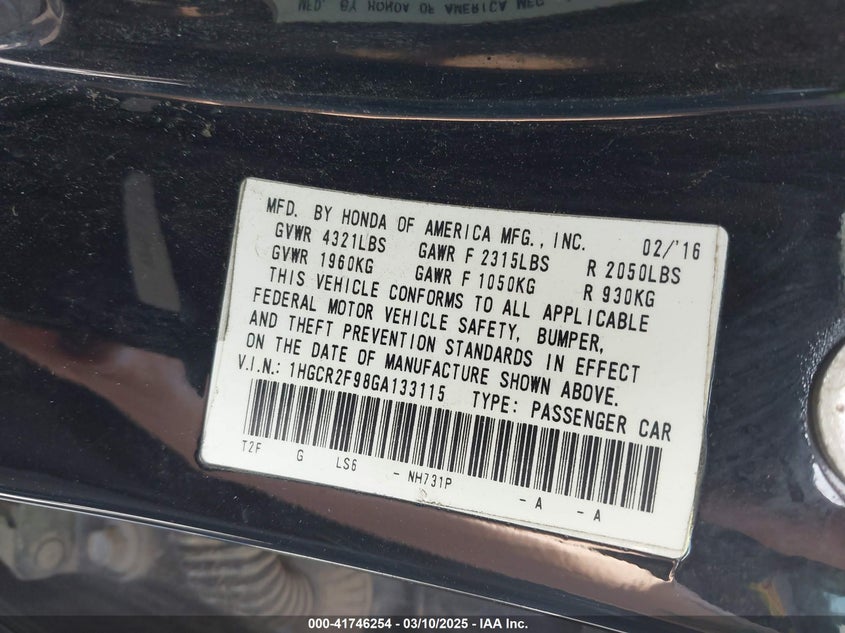 MFD. BY HONDA OF AMERICA MFG., INC. 02/'16
GVWR 4321LBS GAWR F 2315LBS R 2050LBS
GVWR 1960KG GAWR F 1050KG R 930KG
THIS VEHICLE CONFORMS TO ALL APPLICABLE
FEDERAL MOTOR VEHICLE SAFETY, BUMPER,
AND THEFT PREVENTION STANDARDS IN EFFECT
ON THE DATE OF MANUFACTURE SHOWN ABOVE.
V.I.N.: 1HGCR2F98GA133115 TYPE: PASSENGER CAR
T2F G LS6 - NH731P - A - A
000-41746254 - 03/10/2025 - IAA Inc.